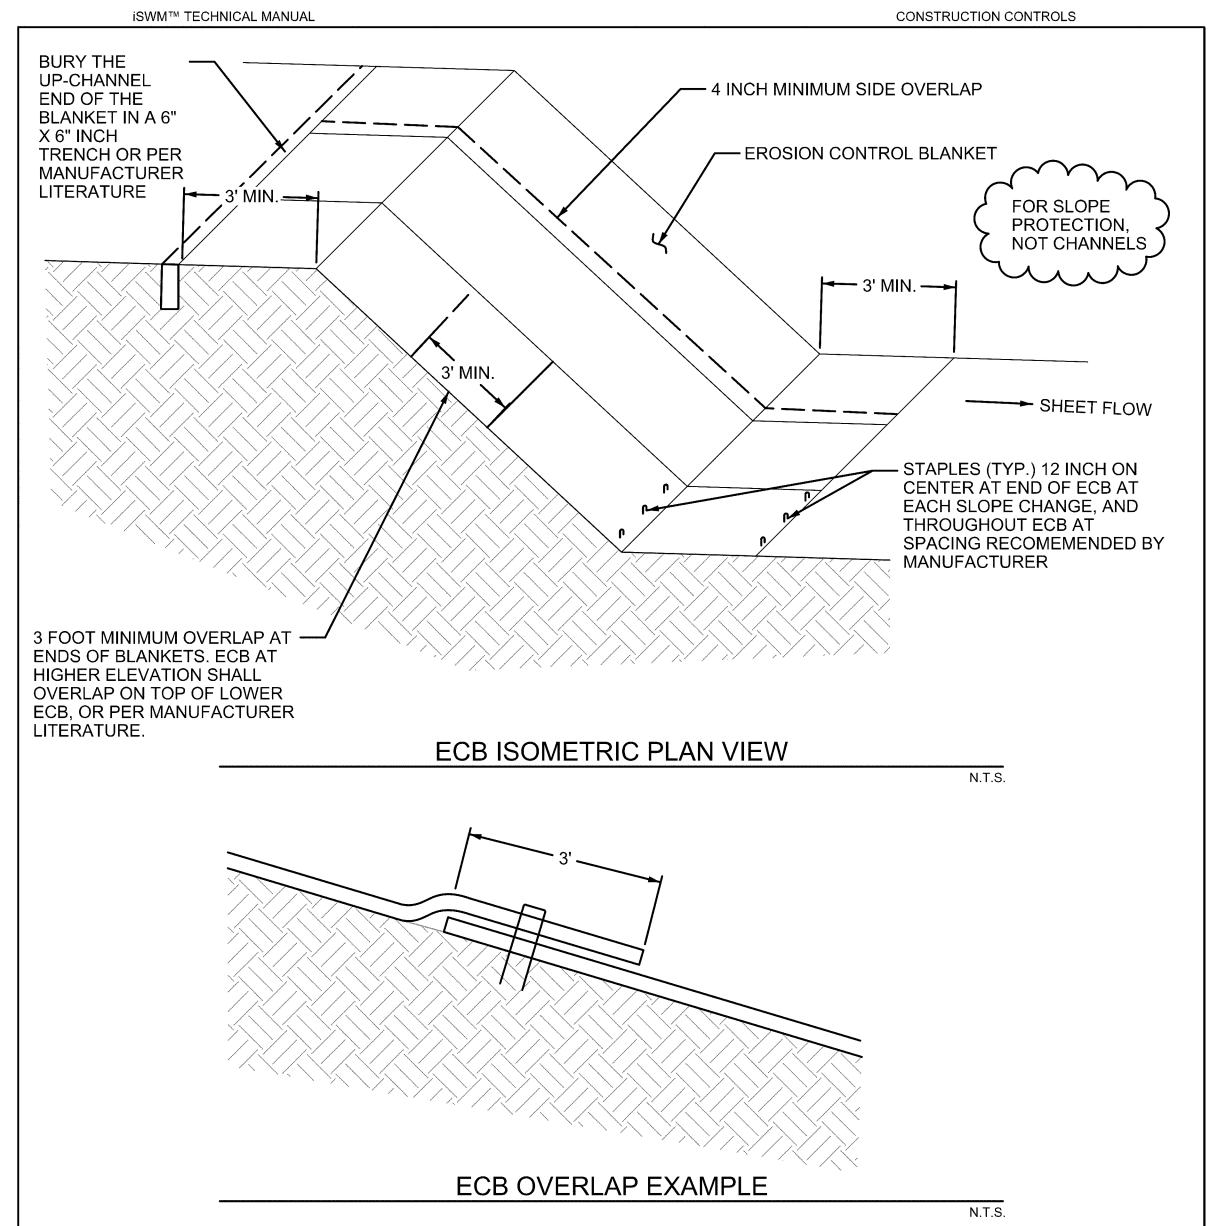 iSWM™ TECHNICAL MANUAL
CONSTRUCTION CONTROLS
BURY THE
UP-CHANNEL
END OF THE
BLANKET IN A 6"
X 6" INCH
TRENCH OR PER
MANUFACTURER
LITERATURE
4 INCH MINIMUM SIDE OVERLAP
EROSION CONTROL BLANKET
FOR SLOPE
PROTECTION,
NOT CHANNELS
3' MIN.
3' MIN.
3' MIN.
SHEET FLOW
STAPLES (TYP.) 12 INCH ON
CENTER AT END OF ECB AT
EACH SLOPE CHANGE, AND
THROUGHOUT ECB AT
SPACING RECOMEMENDED BY
MANUFACTURER
3 FOOT MINIMUM OVERLAP AT
ENDS OF BLANKETS. ECB AT
HIGHER ELEVATION SHALL
OVERLAP ON TOP OF LOWER
ECB, OR PER MANUFACTURER
LITERATURE.
ECB ISOMETRIC PLAN VIEW
N.T.S.
3'
ECB OVERLAP EXAMPLE
N.T.S.